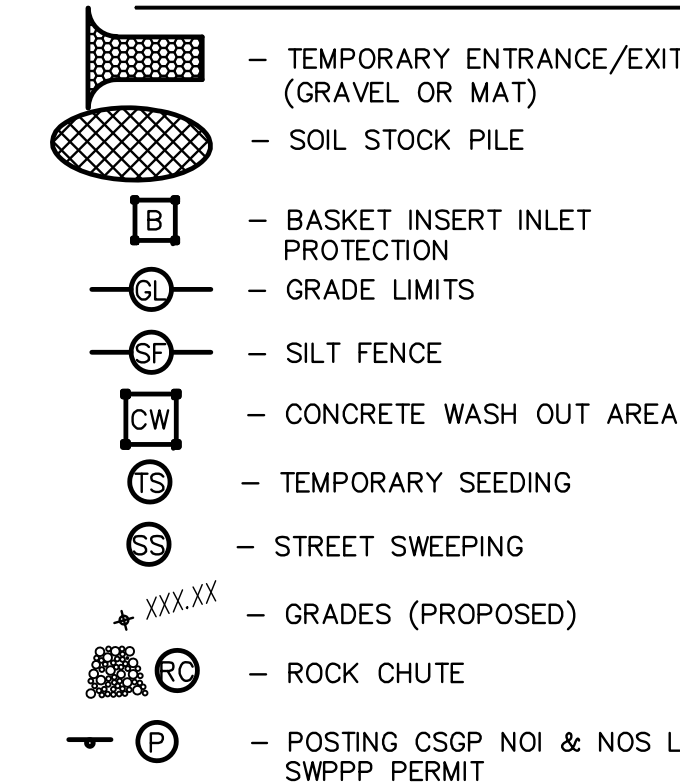 – TEMPORARY ENTRANCE/EXIT
(GRAVEL OR MAT)
– SOIL STOCK PILE
B – BASKET INSERT INLET
PROTECTION
GL – GRADE LIMITS
SF – SILT FENCE
CW – CONCRETE WASH OUT AREA
TS – TEMPORARY SEEDING
SS – STREET SWEEPING
XXX.XX – GRADES (PROPOSED)
RC – ROCK CHUTE
P – POSTING CSGP NOI & NOS L
SWPPP PERMIT